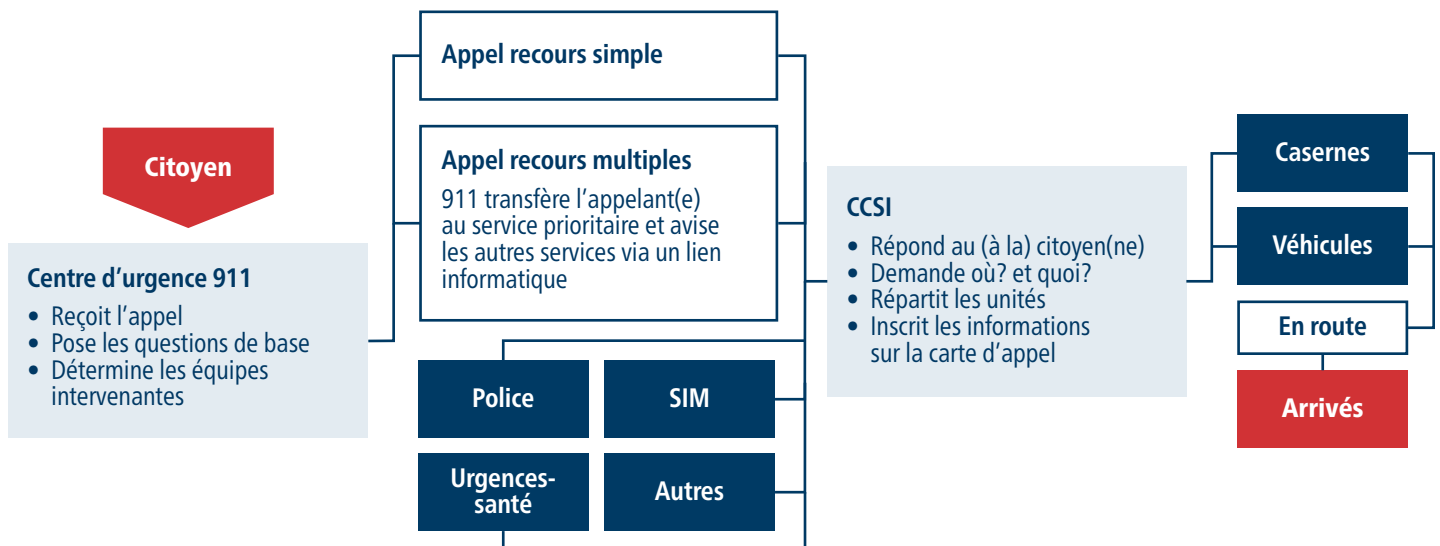 Citoyen
Centre d'urgence 911
• Reçoit l'appel
• Pose les questions de base
• Détermine les équipes
intervenantes
Appel recours simple
Appel recours multiples
911 transfère l'appelant(e)
au service prioritaire et avise
les autres services via un lien
informatique
Police
SIM
Urgences-
santé
Autres
CCSI
• Répond au (à la) citoyen(ne)
• Demande où? et quoi?
• Répartit les unités
• Inscrit les informations
sur la carte d'appel
Casernes
Véhicules
En route
Arrivés